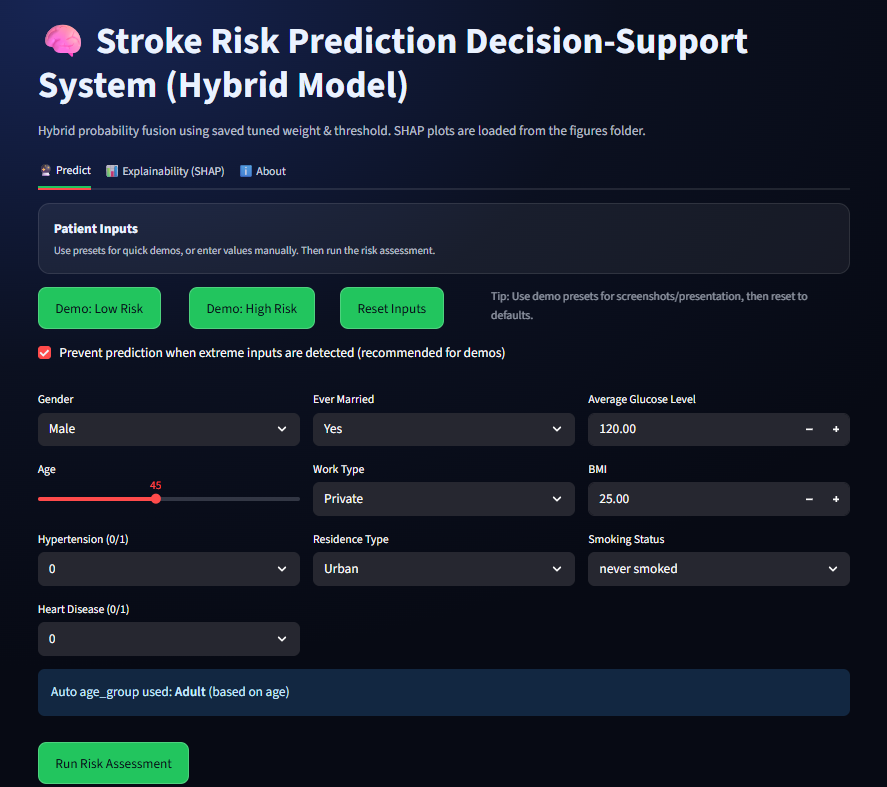 🧠 Stroke Risk Prediction Decision-Support
System (Hybrid Model)
Hybrid probability fusion using saved tuned weight & threshold. SHAP plots are loaded from the figures folder.
Predict Explainability (SHAP) About
Patient Inputs
Use presets for quick demos, or enter values manually. Then run the risk assessment.
Demo: Low Risk Demo: High Risk Reset Inputs
Tip: Use demo presets for screenshots/presentation, then reset to
defaults.
Prevent prediction when extreme inputs are detected (recommended for demos)
Gender Ever Married Average Glucose Level
Male Yes 120.00 − +
Age Work Type BMI
45
Private 25.00 − +
Hypertension (0/1) Residence Type Smoking Status
0 Urban never smoked
Heart Disease (0/1)
0
Auto age_group used: Adult (based on age)
Run Risk Assessment